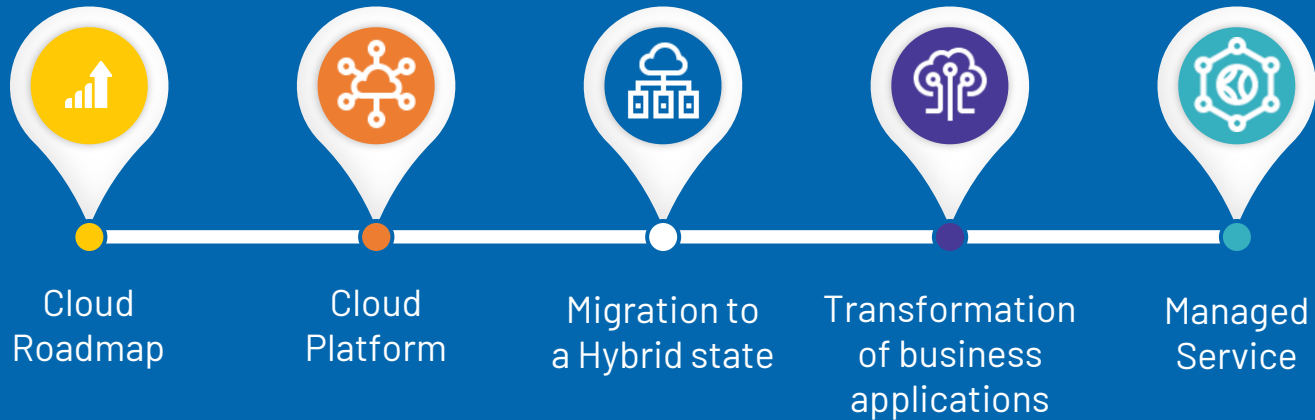 Cloud
Roadmap
Cloud
Platform
Migration to
a Hybrid state
Transformation
of business
applications
Managed
Service